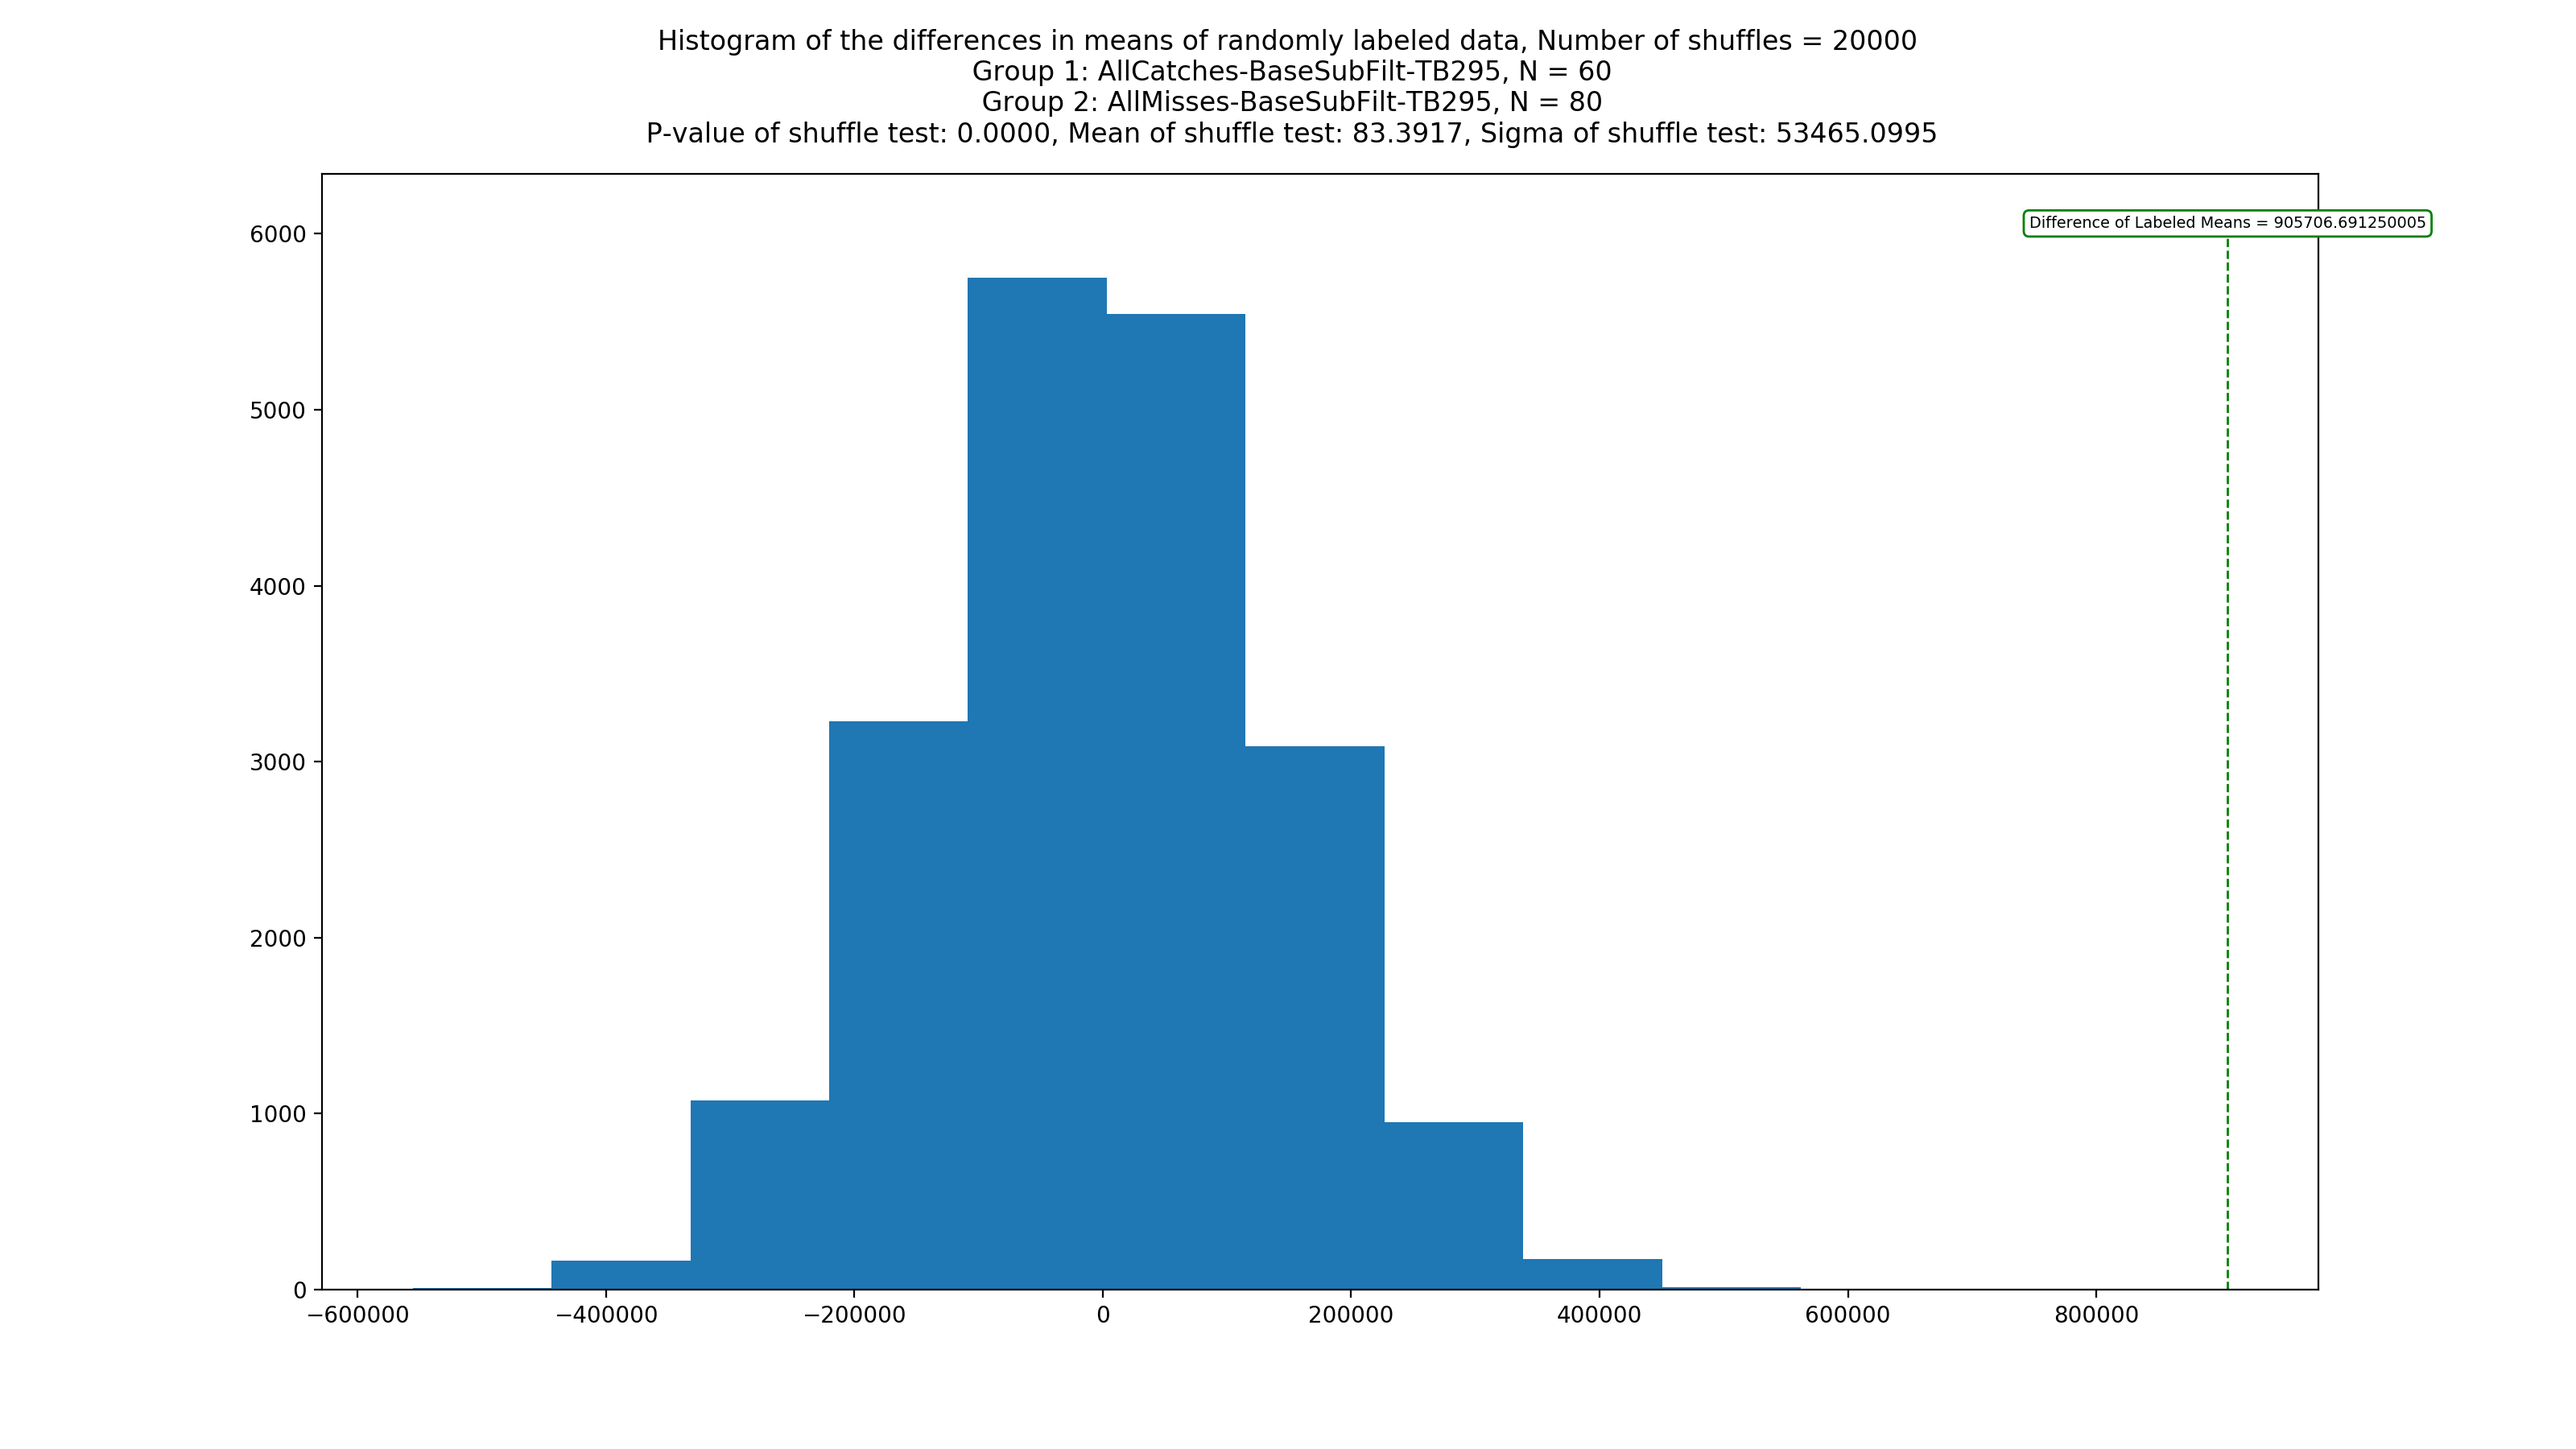 Histogram of the differences in means of randomly labeled data, Number of shuffles = 20000
Group 1: AllCatches-BaseSubFilt-TB295, N = 60
Group 2: AllMisses-BaseSubFilt-TB295, N = 80
P-value of shuffle test: 0.0000, Mean of shuffle test: 83.3917, Sigma of shuffle test: 53465.0995
Difference of Labeled Means = 905706.691250005
6000
5000
4000
3000
2000
1000
0
−600000 −400000 −200000 0 200000 400000 600000 800000